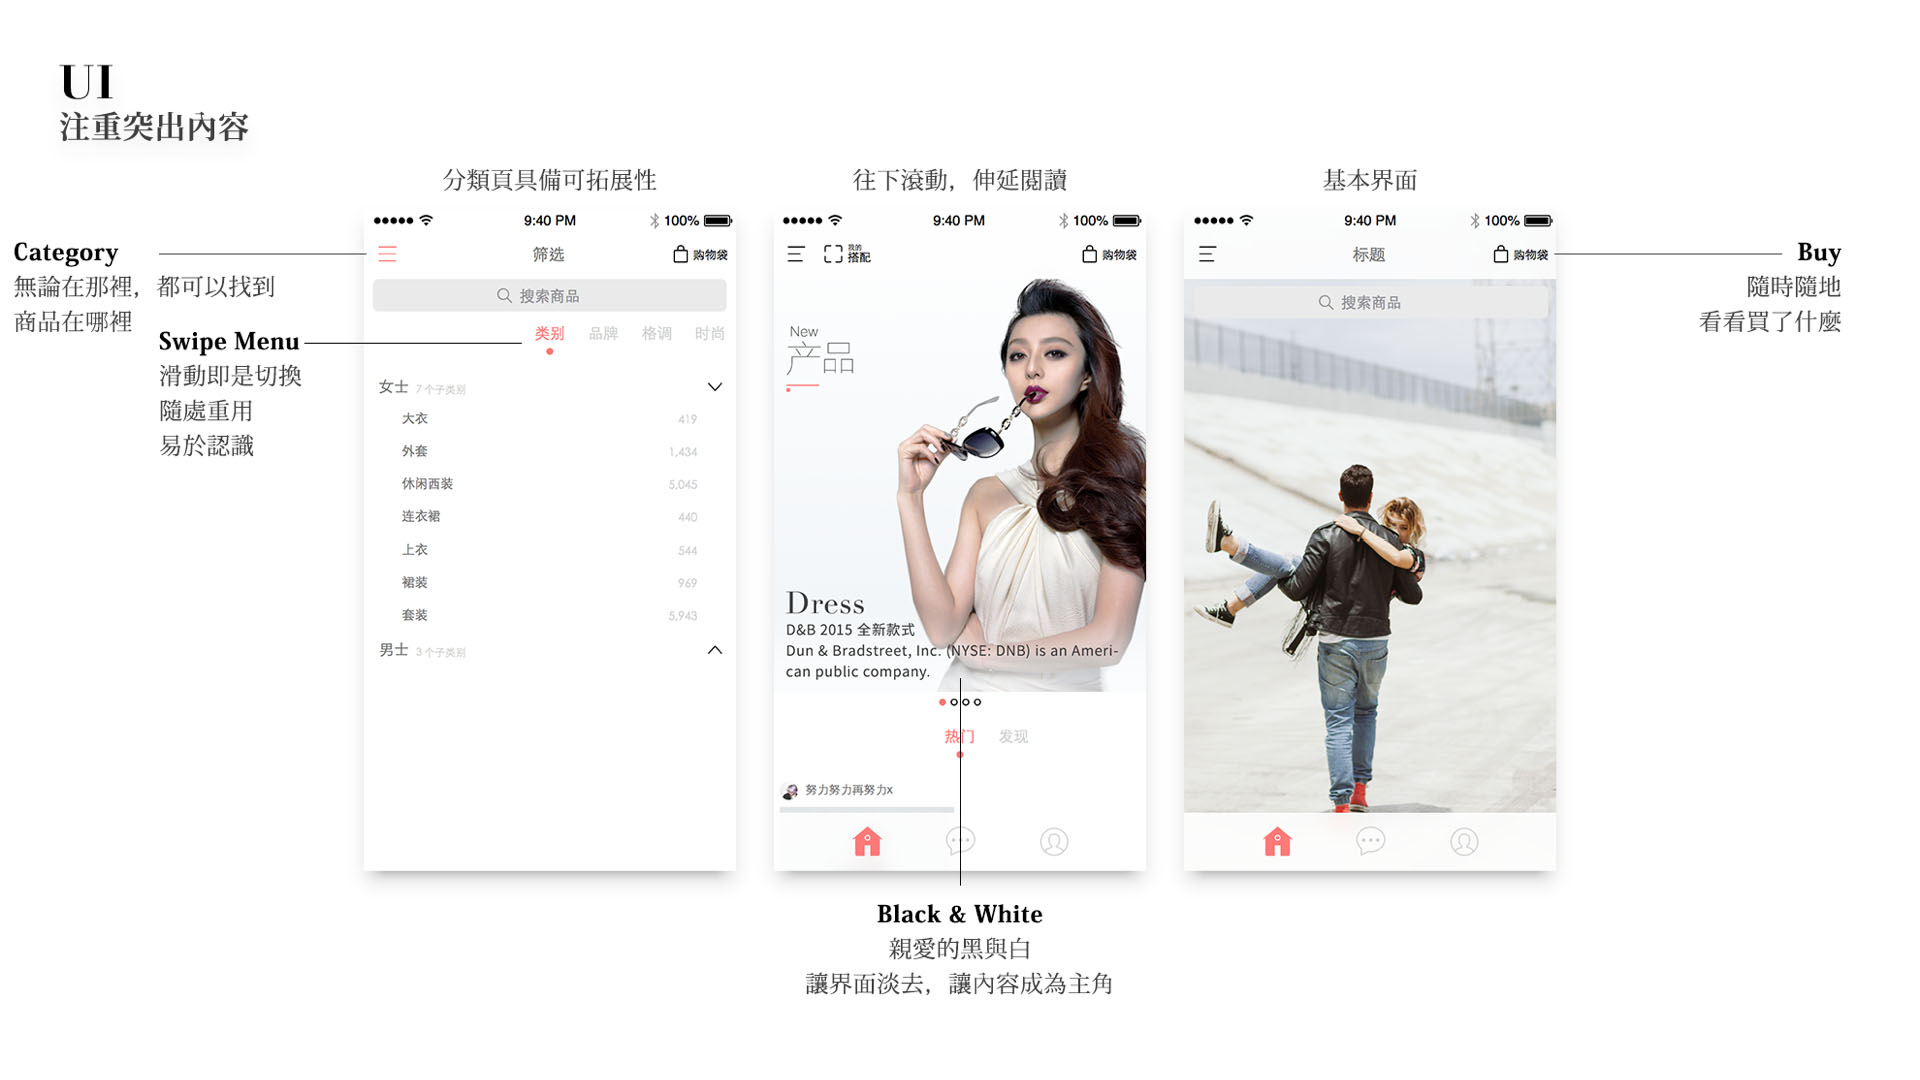 UI
注重突出內容
分類頁具備可拓展性
往下滾動，伸延閱讀
基本界面
Category
無論在那裡，都可以找到
商品在哪裡
Swipe Menu
滑動即是切換
隨處重用
易於認識
9:40 PM
100%
筛选
购物袋
搜索商品
类别 品牌 格调 时尚
女士 7 个子类别
大衣 419
外套 1,434
休闲西装 5,045
连衣裙 440
上衣 544
裙装 969
套装 5,943
男士 3 个子类别
9:40 PM
100%
我的
搭配
购物袋
New
产品
Dress
D&B 2015 全新款式
Dun & Bradstreet, Inc. (NYSE: DNB) is an Ameri-
can public company.
热门 发现
努力努力再努力x
9:40 PM
100%
标题
购物袋
搜索商品
Buy
隨時隨地
看看買了什麼
Black & White
親愛的黑與白
讓界面淡去，讓內容成為主角